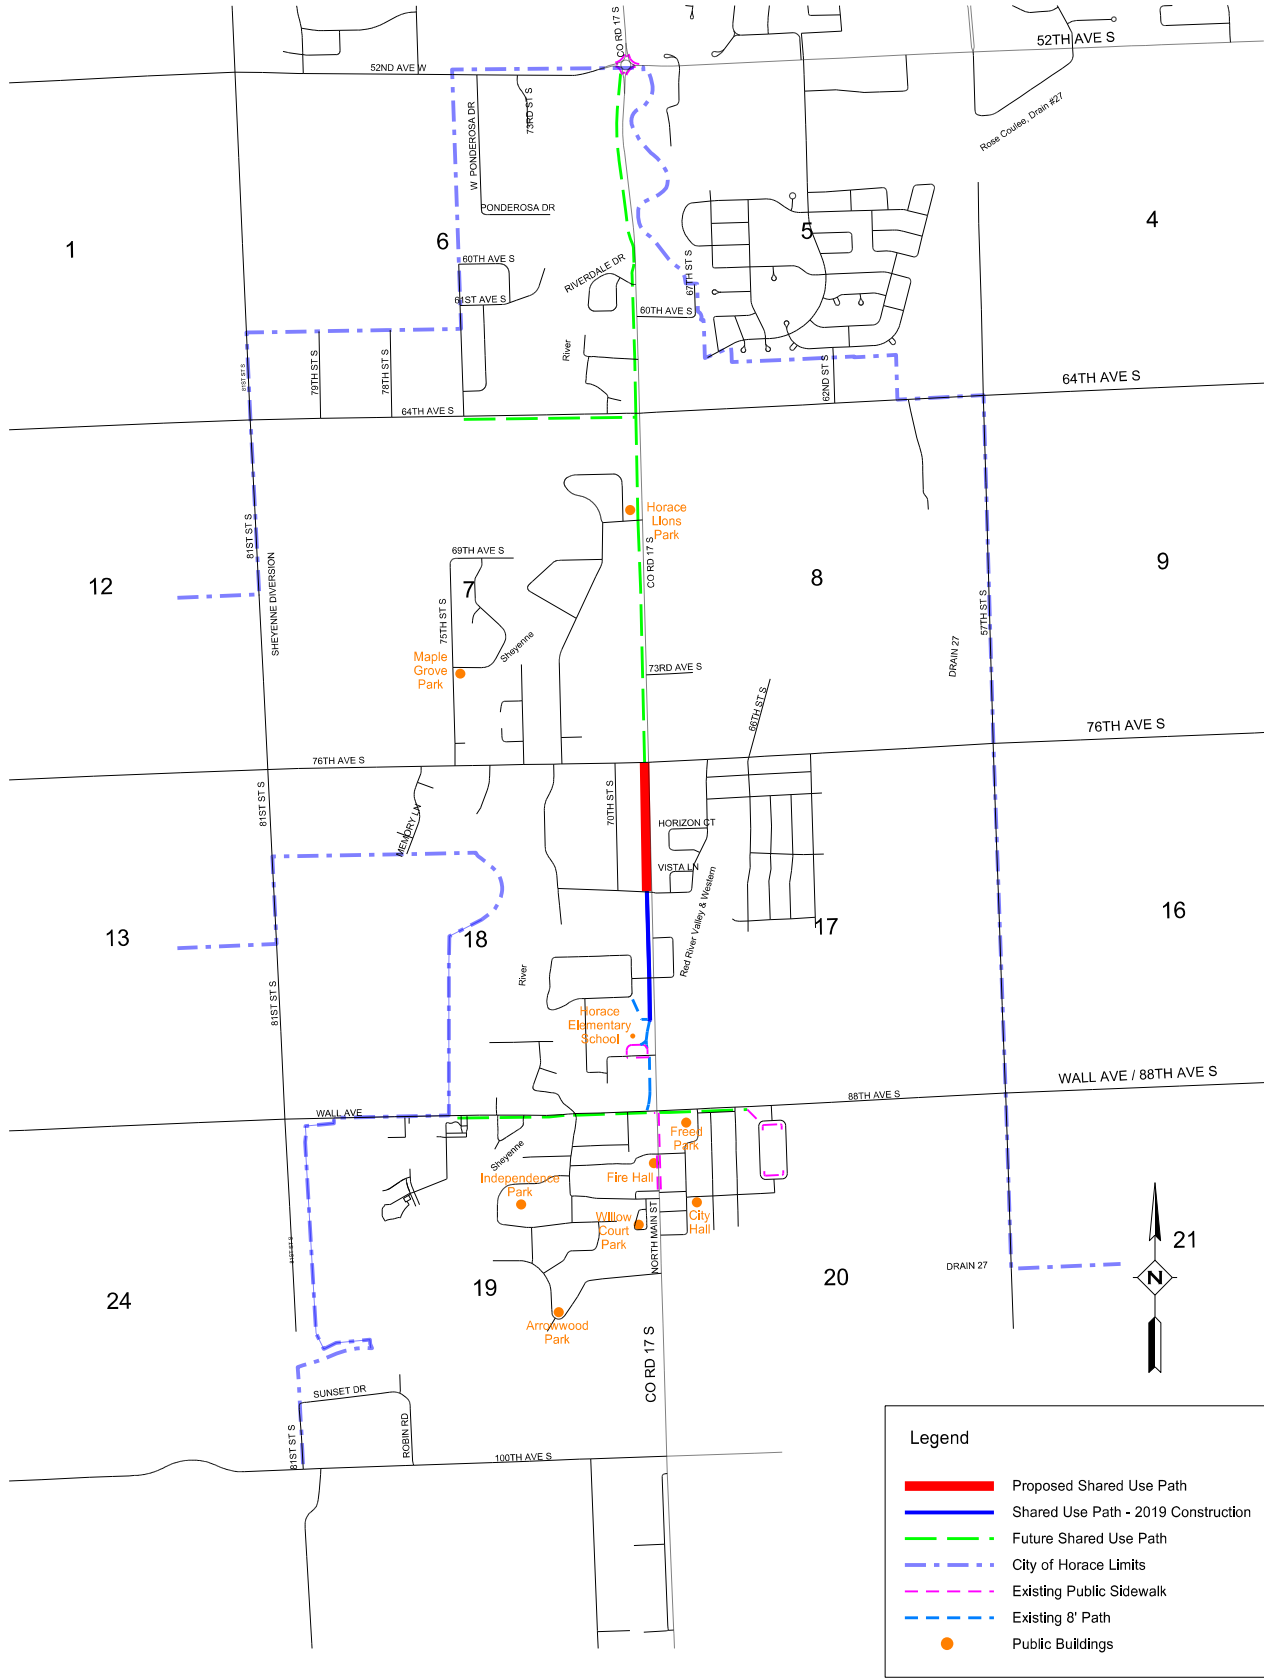 CO RD 17 S
52TH AVE S
52ND AVE W
W PONDEROSA DR
73RD ST S
Rose Coulee, Drain #27
PONDEROSA DR
1
6
5
4
60TH AVE S
RIVERDALE DR
67TH ST S
61ST AVE S
60TH AVE S
River
81ST ST S
79TH ST S
78TH ST S
62ND ST S
64TH AVE S
64TH AVE S
Horace
Lions
Park
81ST ST S
SHEYENNE DIVERSION
69TH AVE S
CO RD 17 S
12
7
8
9
75TH ST S
57TH ST S
Sheyenne
DRAIN 27
Maple
Grove
Park
73RD AVE S
66TH ST S
76TH AVE S
76TH AVE S
81ST ST S
70TH ST S
MEMORY LN
HORIZON CT
VISTA LN
Red River Valley & Western
13
18
17
16
River
81ST ST S
Horace
Elementary
School
WALL AVE / 88TH AVE S
88TH AVE S
WALL AVE
Freed
Park
Sheyenne
Independence
Park
Fire Hall
Willow
Court
Park
City
Hall
NORTH MAIN ST
81ST ST S
21
DRAIN 27
N
24
19
20
Arrowwood
Park
CO RD 17 S
SUNSET DR
ROBIN RD
81ST ST S
100TH AVE S
Legend
Proposed Shared Use Path
Shared Use Path - 2019 Construction
Future Shared Use Path
City of Horace Limits
Existing Public Sidewalk
Existing 8' Path
Public Buildings